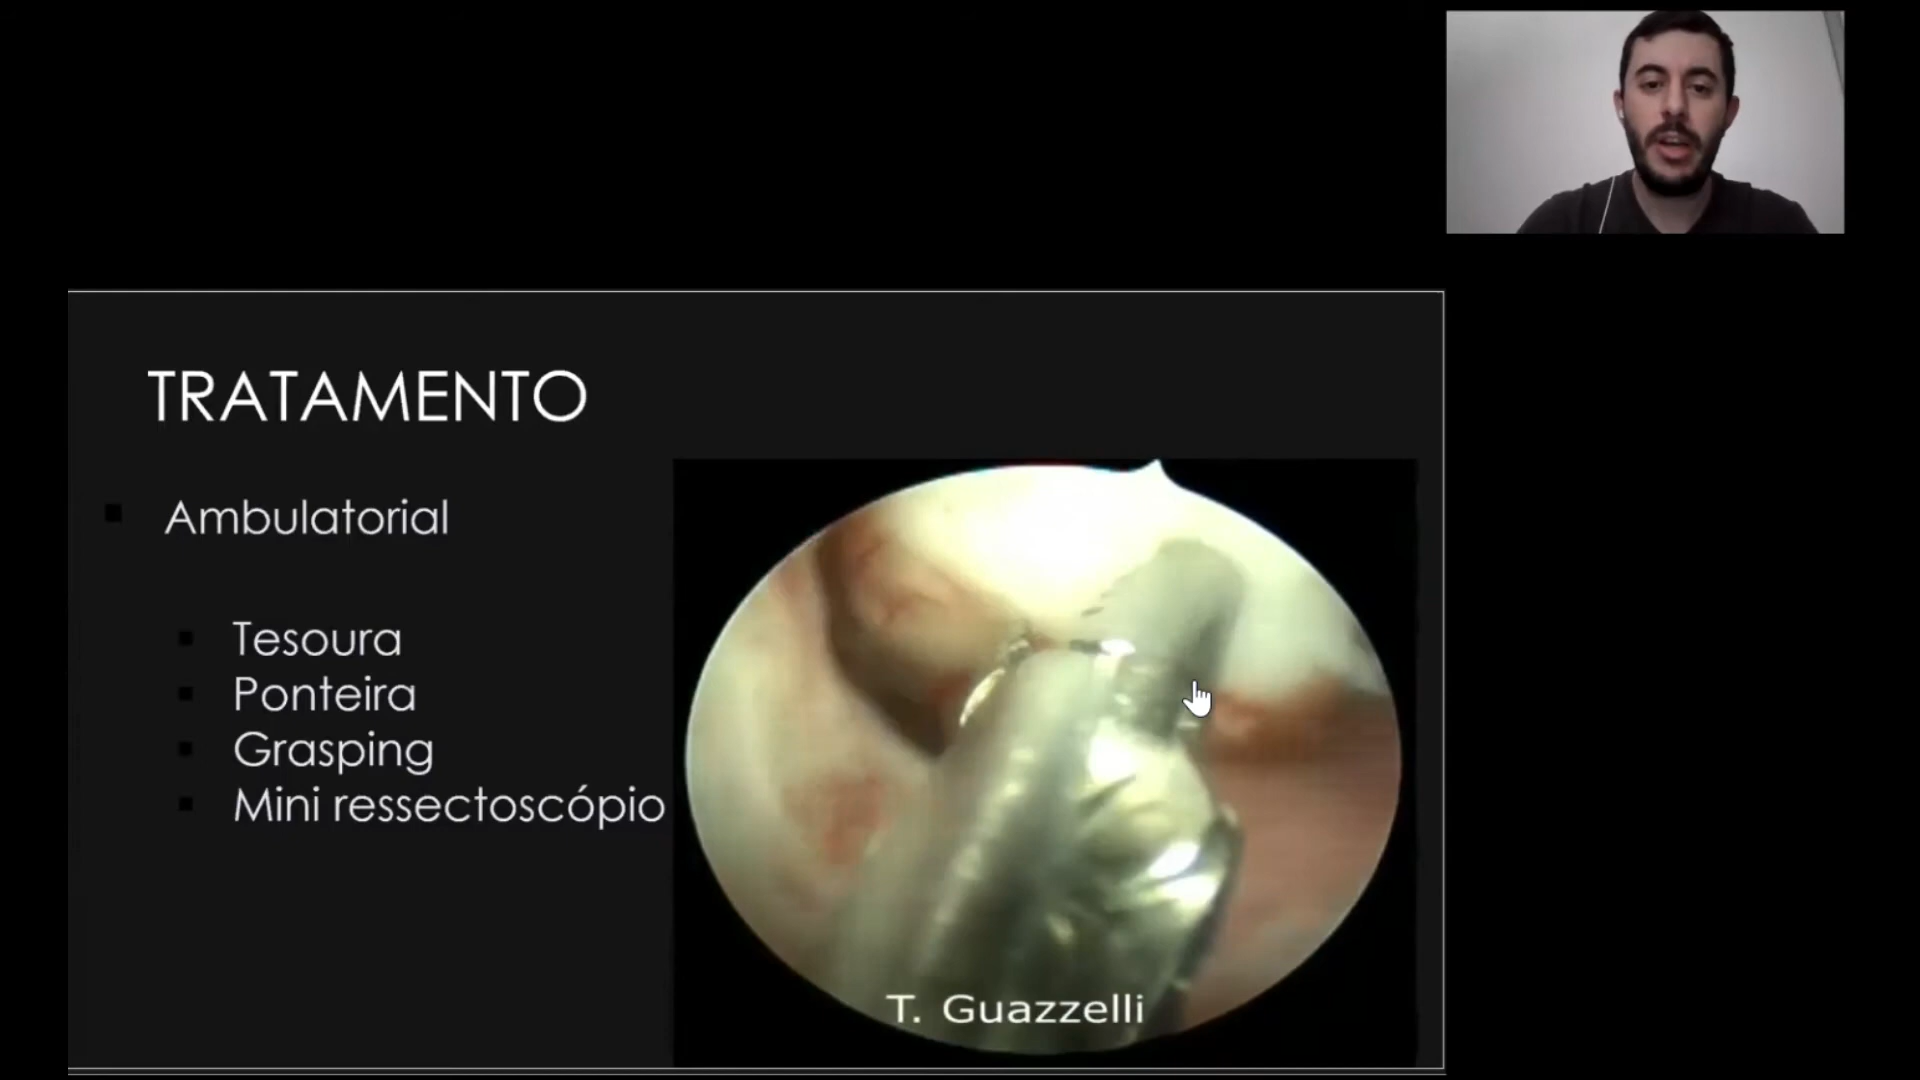 TRATAMENTO
Ambulatorial
Tesoura
Ponteira
Grasping
Mini ressectoscópio
T. Guazzelli